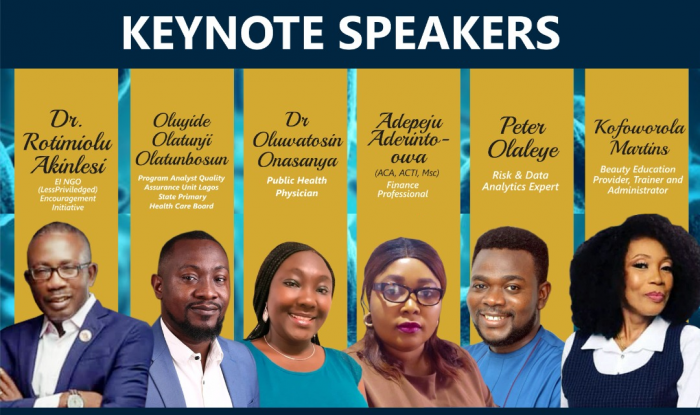 KEYNOTE SPEAKERS
Dr.
Rotimiolu
Akinlesi
EI NGO
(LessPriviledged)
Encouragement
Initiative
Oluyide
Olatunji
Olatunbosun
Program Analyst Quality
Assurance Unit Lagos
State Primary
Health Care Board
Dr
Oluwatosin
Onasanya
Public Health
Physician
Adepeju
Aderinto-
owa
(ACA, ACTI, Msc)
Finance
Professional
Peter
Olaleye
Risk & Data
Analytics Expert
Kofoworola
Martins
Beauty Education
Provider, Trainer and
Administrator